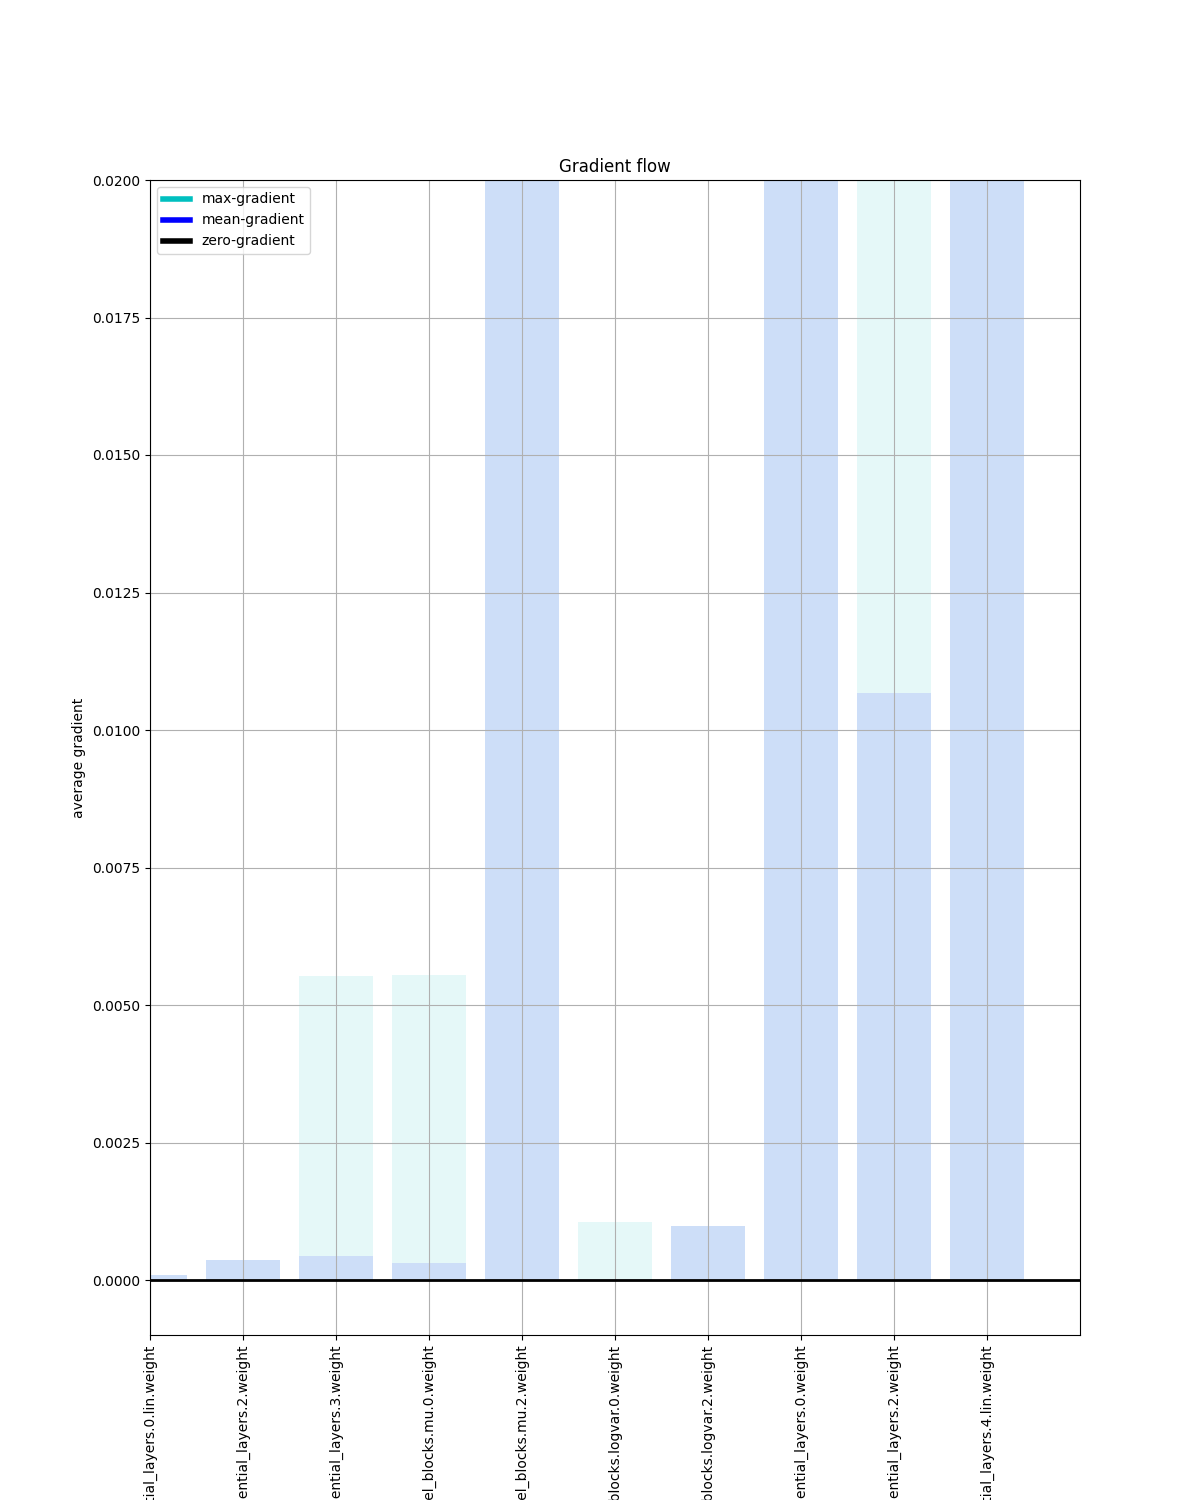 Gradient flow
max-gradient
mean-gradient
zero-gradient
0.0200
0.0175
0.0150
0.0125
0.0100
0.0075
0.0050
0.0025
0.0000
average gradient
tial_layers.0.lin.weight
ential_layers.2.weight
ential_layers.3.weight
el_blocks.mu.0.weight
el_blocks.mu.2.weight
blocks.logvar.0.weight
blocks.logvar.2.weight
ential_layers.0.weight
ential_layers.2.weight
tial_layers.4.lin.weight